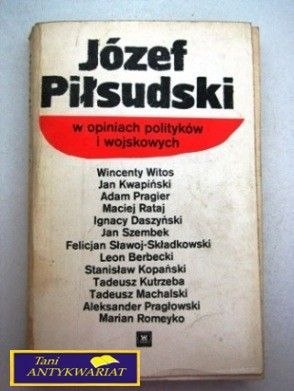 Józef
Piłsudski
w opiniach polityków
i wojskowych
Wincenty Witos
Jan Kwapiński
Adam Pragier
Maciej Rataj
Ignacy Daszyński
Jan Szembek
Felicjan Sławoj-Składkowski
Leon Berbecki
Stanisław Kopański
Tadeusz Kutrzeba
Tadeusz Machalski
Aleksander Pragłowski
Marian Romeyko
Tani
ANTYKWARIAT